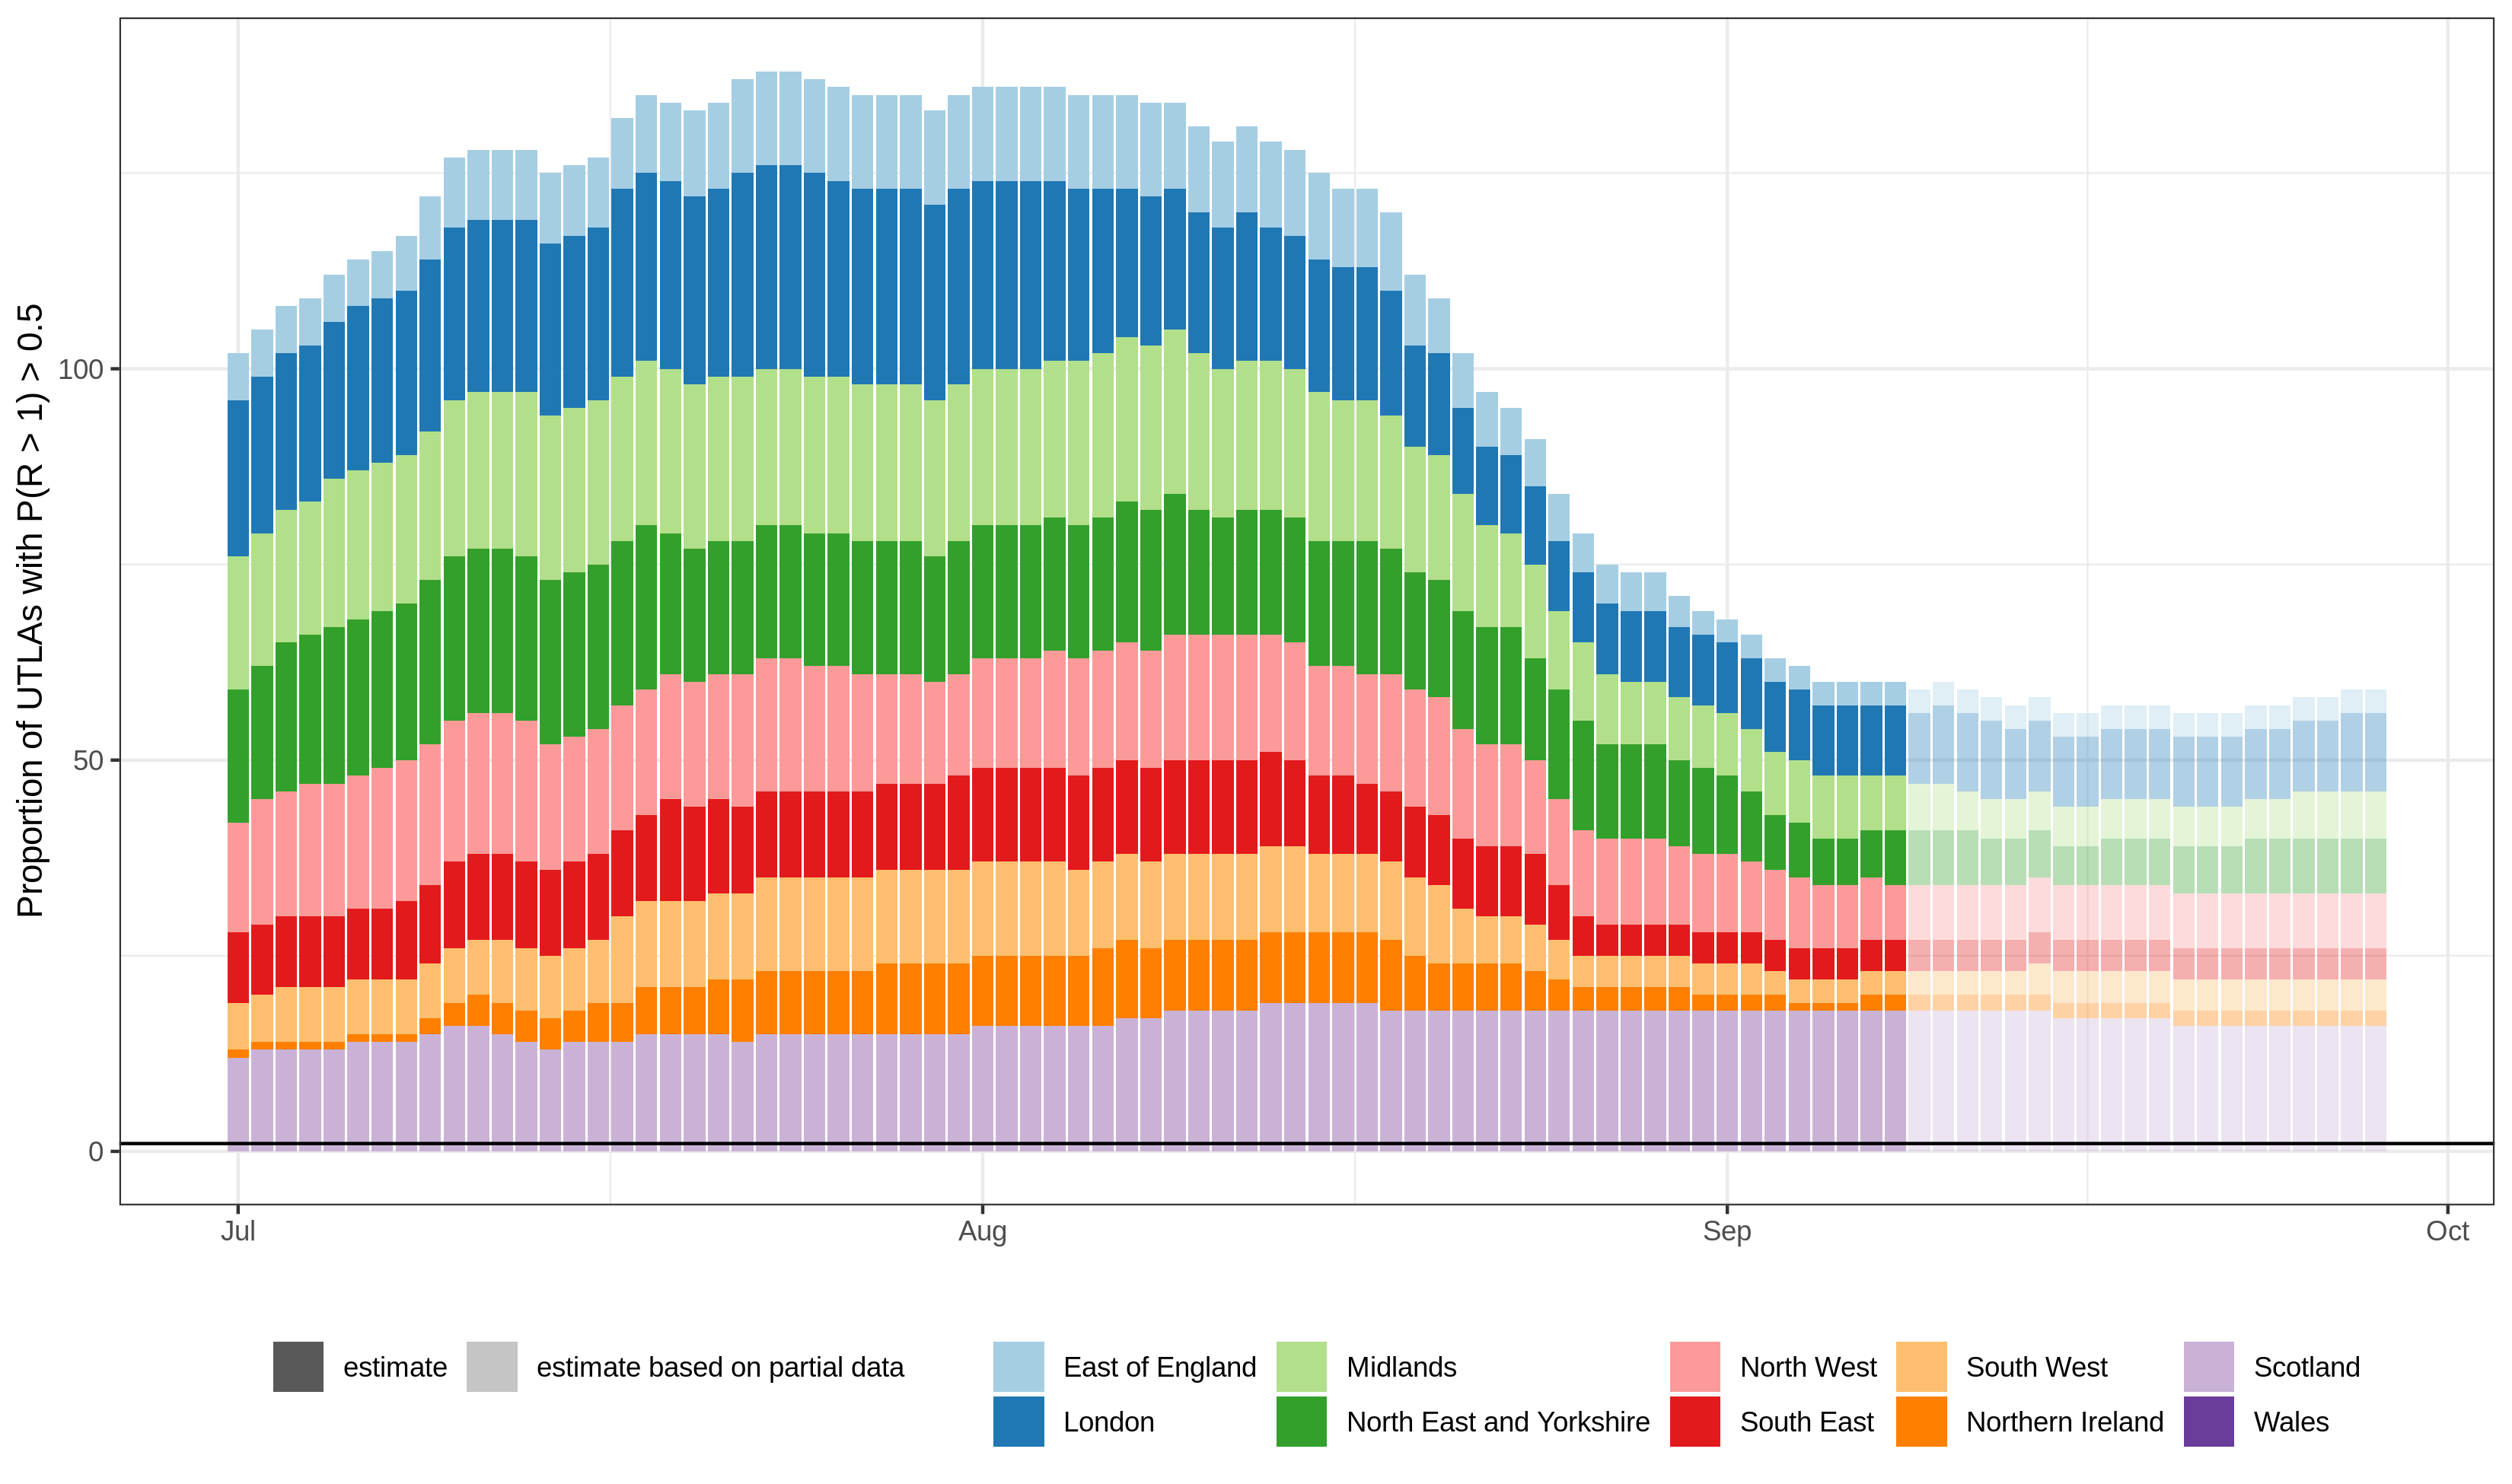 Proportion of UTLAs with P(R > 1) > 0.5
100
50
0
Jul
Aug
Sep
Oct
estimate
estimate based on partial data
East of England
Midlands
North West
South West
Scotland
London
North East and Yorkshire
South East
Northern Ireland
Wales